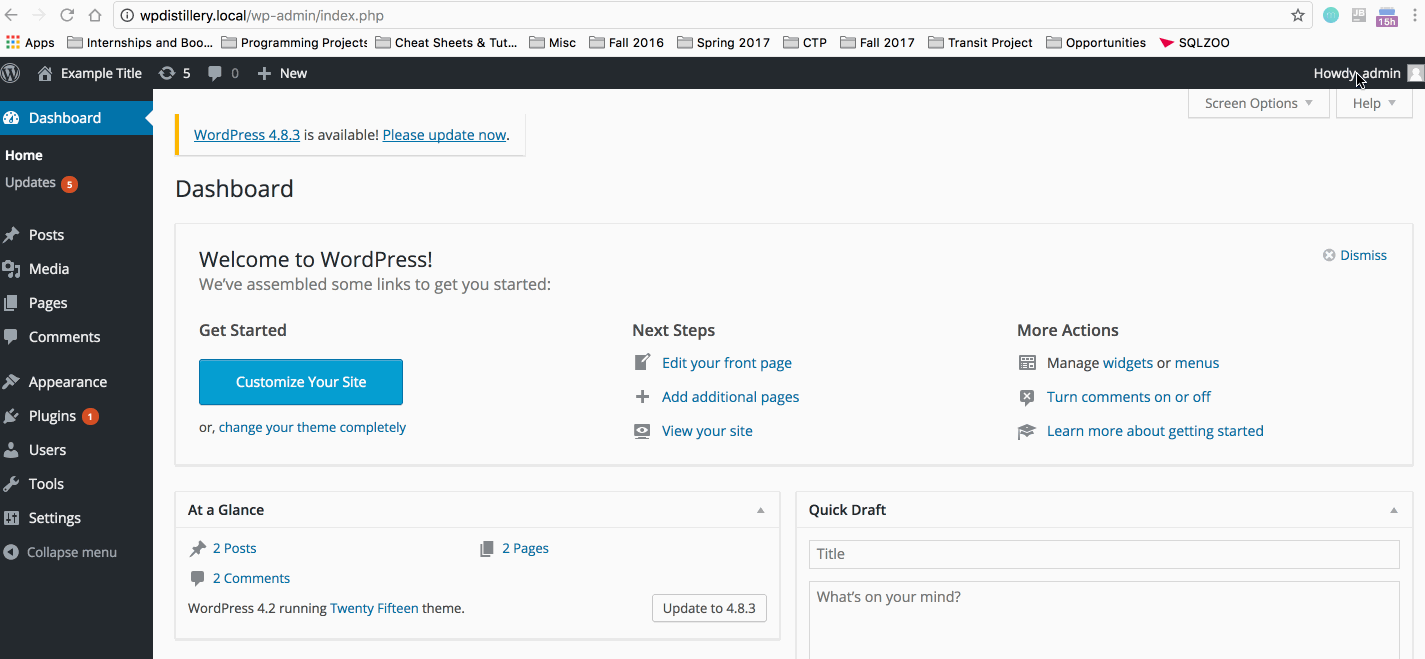 wpdistillery.local/wp-admin/index.php
JB
15h
Apps Internships and Boo... Programming Projects Cheat Sheets & Tut... Misc Fall 2016 Spring 2017 CTP Fall 2017 Transit Project Opportunities SQLZOO
Example Title 5 0 New Howdy, admin
Screen Options Help
Dashboard
Home
Updates 5
Posts
Media
Pages
Comments
Appearance
Plugins 1
Users
Tools
Settings
Collapse menu
WordPress 4.8.3 is available! Please update now.
Dashboard
Welcome to WordPress!
Dismiss
We've assembled some links to get you started:
Get Started
Customize Your Site
or, change your theme completely
Next Steps
Edit your front page
Add additional pages
View your site
More Actions
Manage widgets or menus
Turn comments on or off
Learn more about getting started
At a Glance
2 Posts 2 Pages
2 Comments
WordPress 4.2 running Twenty Fifteen theme. Update to 4.8.3
Quick Draft
Title
What's on your mind?